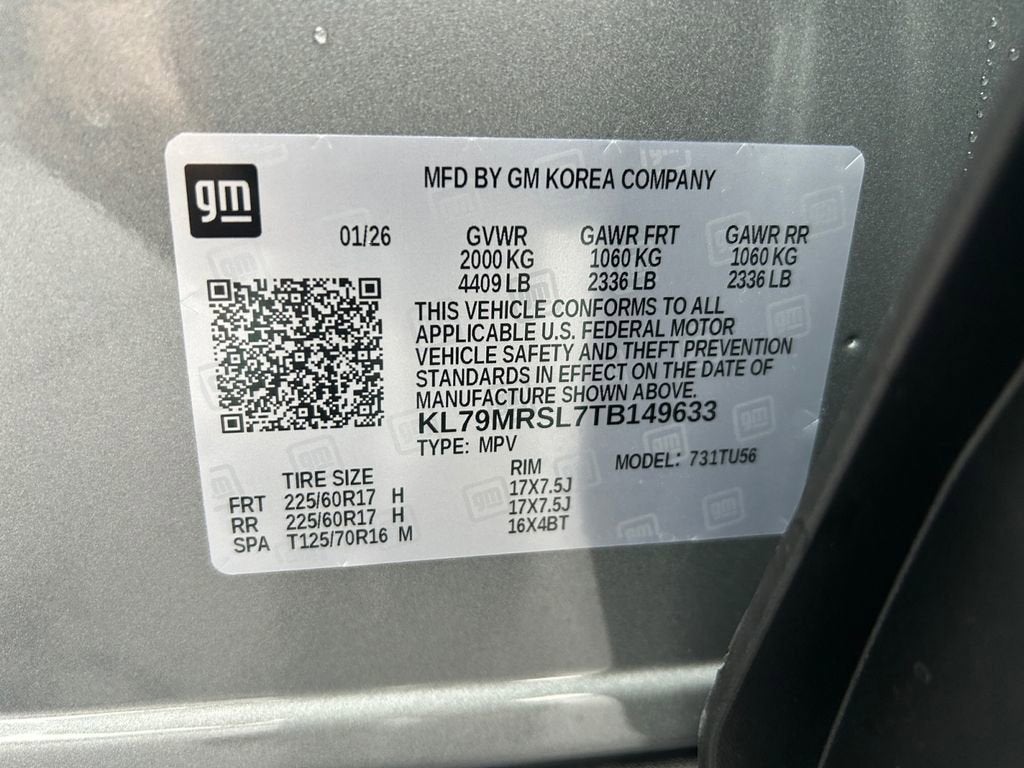 gm
MFD BY GM KOREA COMPANY
01/26 GVWR GAWR FRT GAWR RR
2000 KG 1060 KG 1060 KG
4409 LB 2336 LB 2336 LB
THIS VEHICLE CONFORMS TO ALL
APPLICABLE U.S. FEDERAL MOTOR
VEHICLE SAFETY AND THEFT PREVENTION
STANDARDS IN EFFECT ON THE DATE OF
MANUFACTURE SHOWN ABOVE.
KL79MRSL7TB149633
TYPE: MPV MODEL: 731TU56
TIRE SIZE RIM
FRT 225/60R17 H 17X7.5J
RR 225/60R17 H 17X7.5J
SPA T125/70R16 M 16X4BT